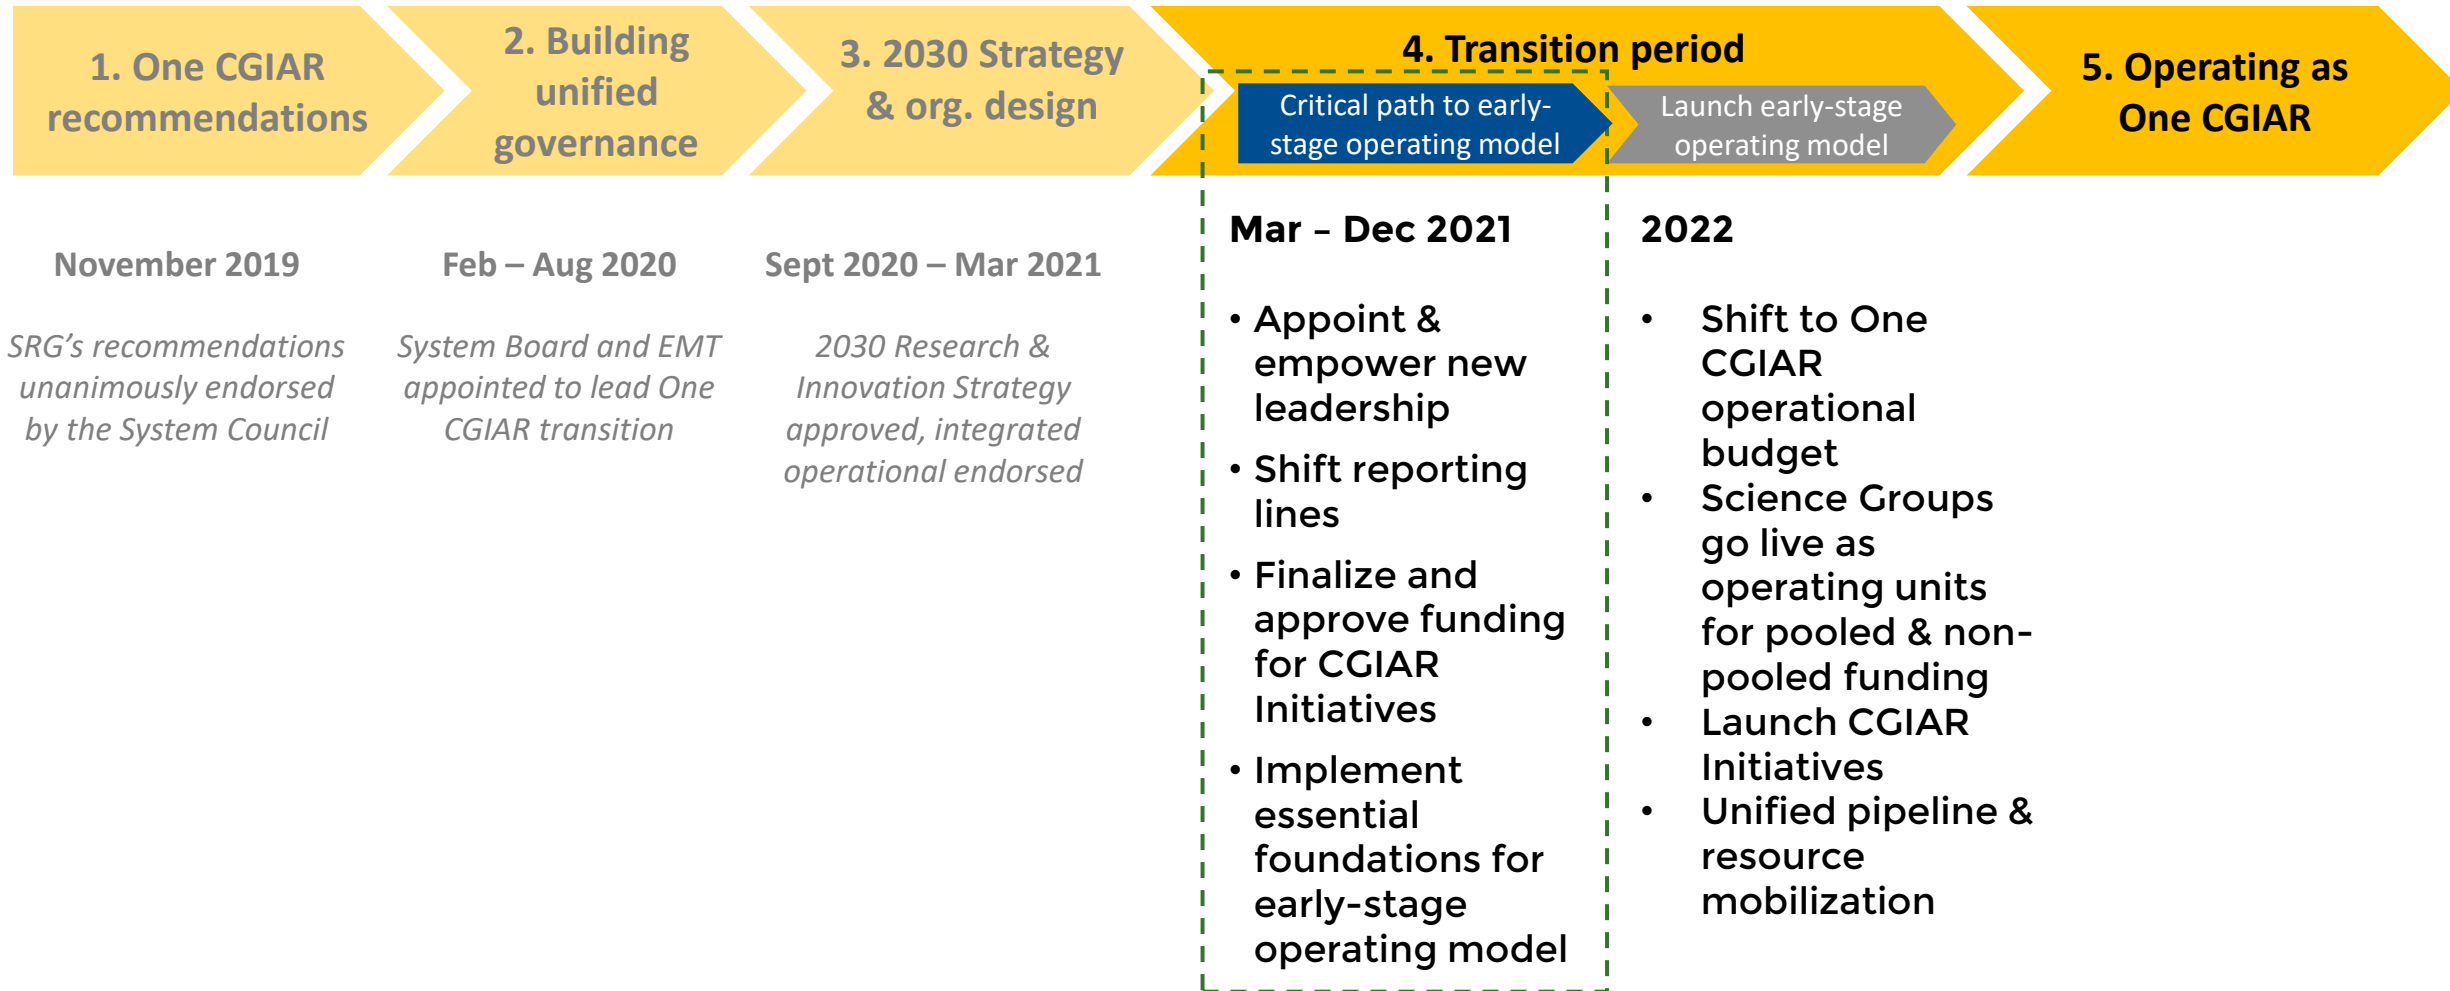 1. One CGIAR
recommendations
2. Building
unified
governance
3. 2030 Strategy
& org. design
4. Transition period
Critical path to early-
stage operating model
Launch early-stage
operating model
5. Operating as
One CGIAR
November 2019
SRG’s recommendations
unanimously endorsed
by the System Council
Feb – Aug 2020
System Board and EMT
appointed to lead One
CGIAR transition
Sept 2020 – Mar 2021
2030 Research &
Innovation Strategy
approved, integrated
operational endorsed
Mar – Dec 2021
• Appoint &
empower new
leadership
• Shift reporting
lines
• Finalize and
approve funding
for CGIAR
Initiatives
• Implement
essential
foundations for
early-stage
operating model
2022
• Shift to One
CGIAR
operational
budget
• Science Groups
go live as
operating units
for pooled & non-
pooled funding
• Launch CGIAR
Initiatives
• Unified pipeline &
resource
mobilization